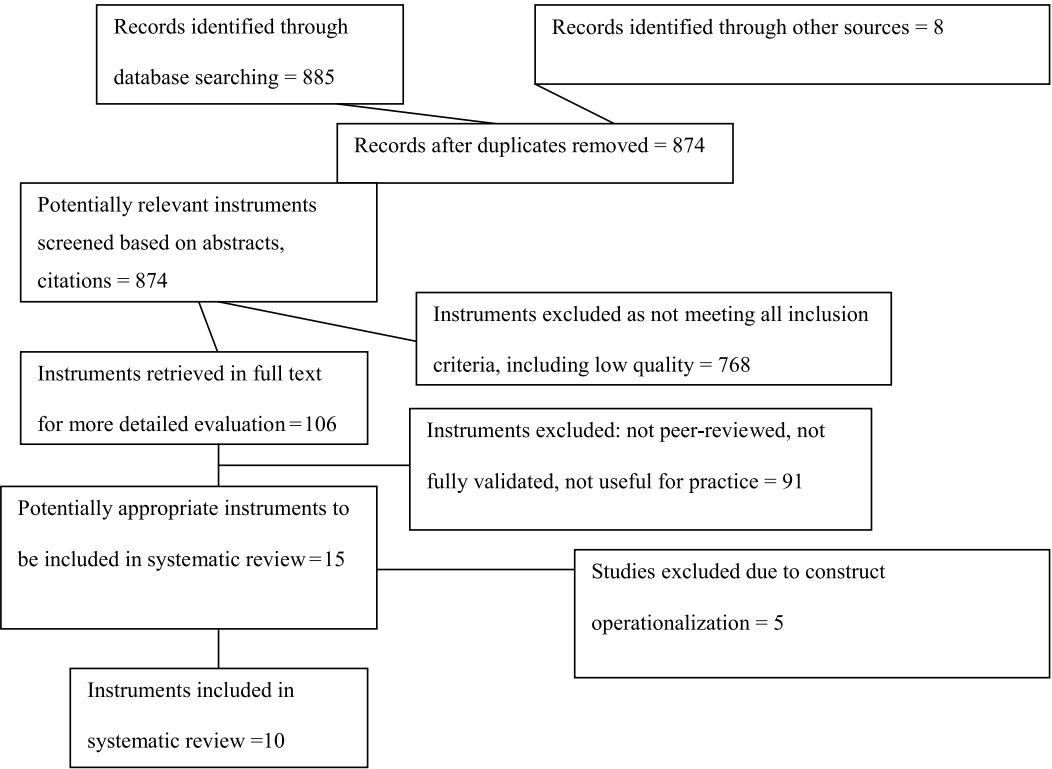 Records identified through
database searching = 885
Records identified through other sources = 8
Records after duplicates removed = 874
Potentially relevant instruments
screened based on abstracts,
citations = 874
Instruments excluded as not meeting all inclusion
criteria, including low quality = 768
Instruments retrieved in full text
for more detailed evaluation =106
Instruments excluded: not peer-reviewed, not
fully validated, not useful for practice = 91
Potentially appropriate instruments to
be included in systematic review =15
Studies excluded due to construct
operationalization = 5
Instruments included in
systematic review =10